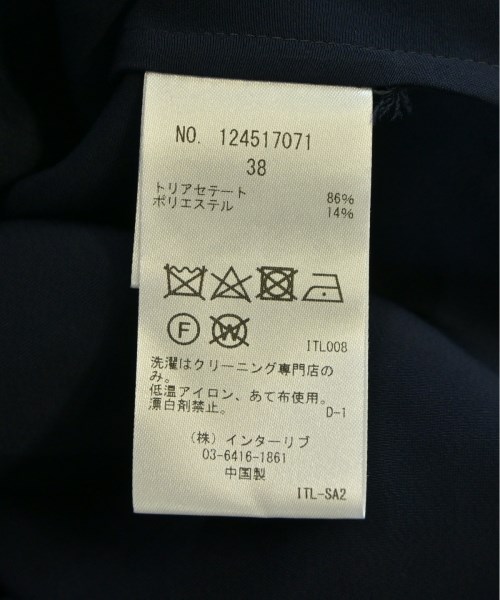 NO. 124517071
38
トリアセテート 86%
ポリエステル 14%
F W ITL008
洗濯はクリーニング専門店の
み。
低温アイロン、あて布使用。
漂白剤禁止。 D-1
(株) インターリブ
03-6416-1861
中国製
ITL-SA2